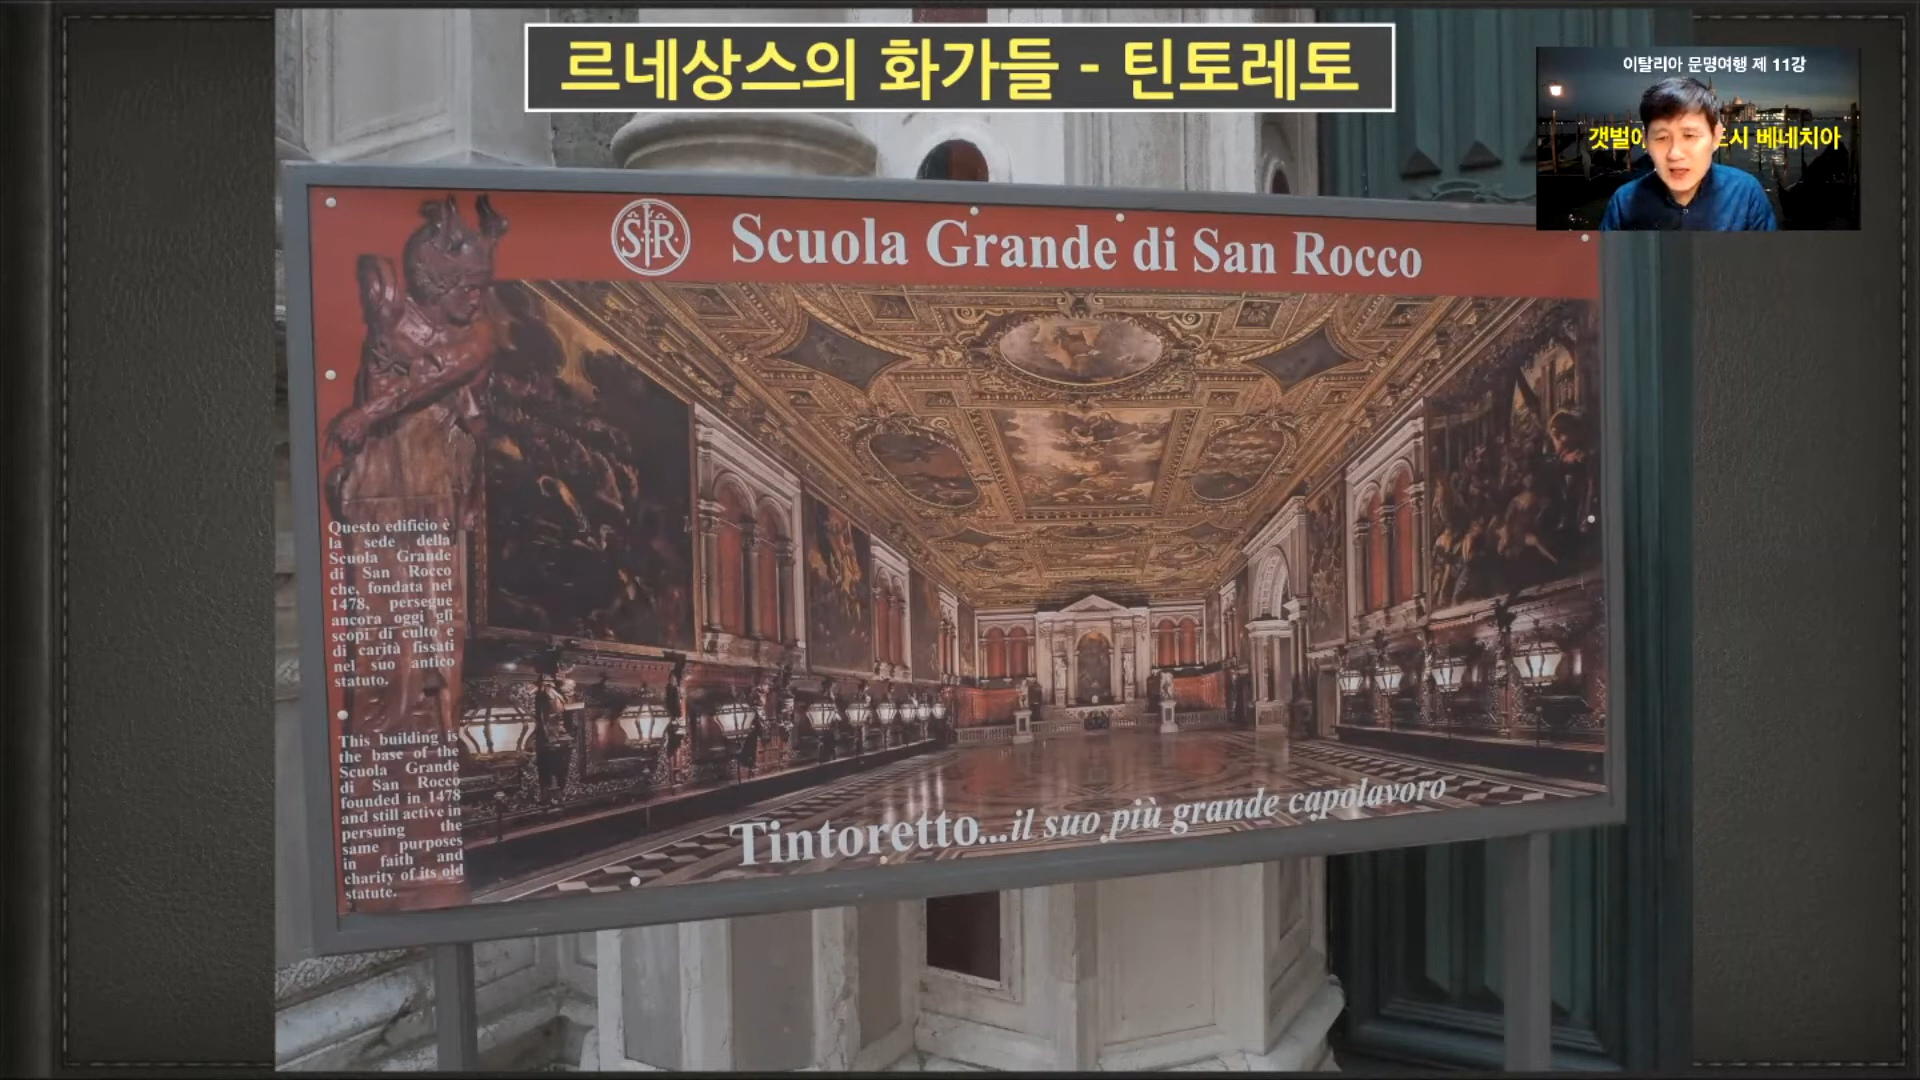 르네상스의 화가들 - 틴토레토
이탈리아 문명여행 제 11강
갯벌에 도시 베네치아
SR Scuola Grande di San Rocco
Questo edificio è
la sede della
Scuola Grande
di San Rocco
che, fondata nel
1478, persegue
ancora oggi gli
scopi di culto e
di carità fissati
nel suo antico
statuto.
This building is
the base of the
Scuola Grande
di San Rocco
founded in 1478
and still active in
persuing the
same purposes
in faith and
charity of its old
statute.
Tintoretto...il suo più grande capolavoro